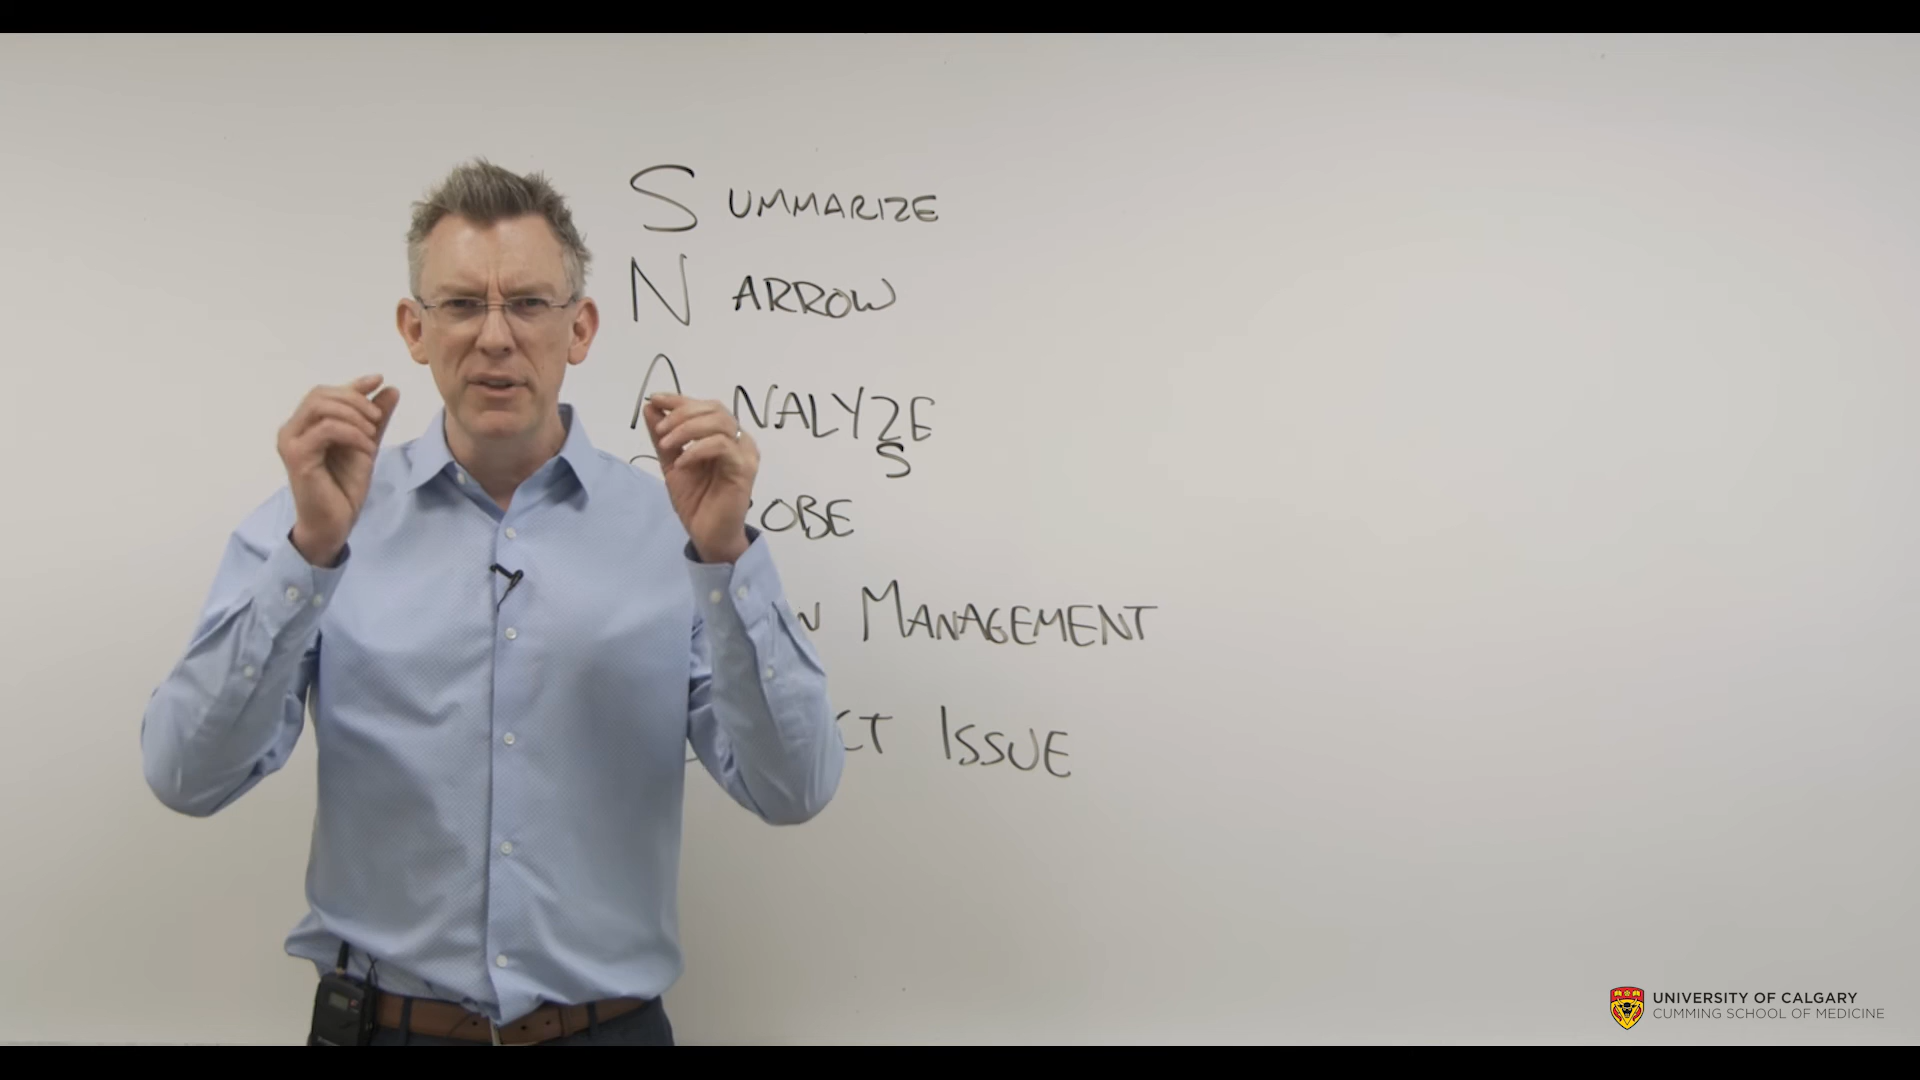 SUMMARIZE
NARROW
ANALYZE
S
OBE
N MANAGEMENT
CT ISSUE
UNIVERSITY OF CALGARY
CUMMING SCHOOL OF MEDICINE